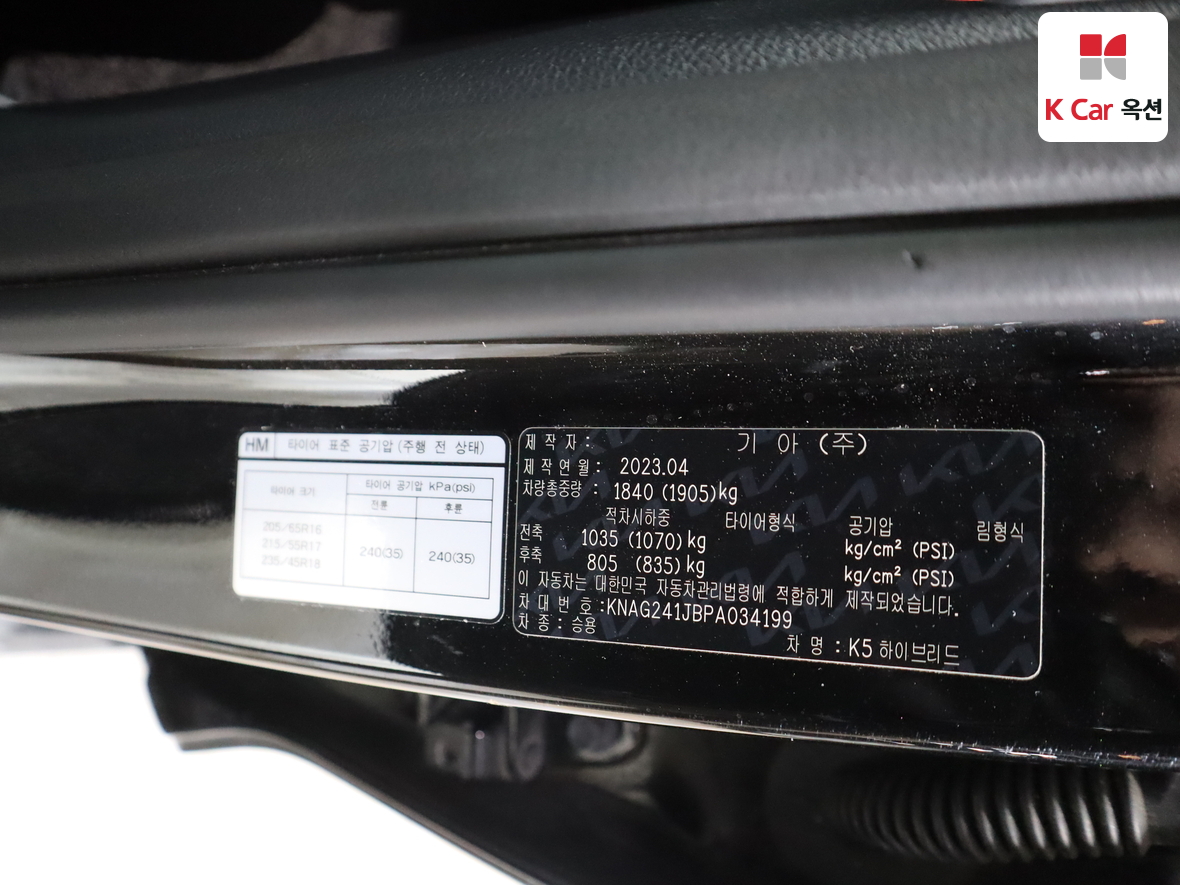 K Car 옥션
HM 타이어 표준 공기압 (주행 전 상태)
타이어 크기 타이어 공기압 kPa(psi)
전륜 후륜
205/65R16
215/55R17
235/45R18
240(35) 240(35)
제 작 자 : 기 아 (주)
제 작 연 월 : 2023.04
차량총중량 : 1840 (1905)kg
적차시하중 타이어형식 공기압 림형식
전축 1035 (1070) kg kg/cm² (PSI)
후축 805 (835) kg kg/cm² (PSI)
이 자동차는 대한민국 자동차관리법령에 적합하게 제작되었습니다.
차 대 번 호 :KNAG241JBPA034199
차 종 : 승용
차 명 : K5 하이브리드